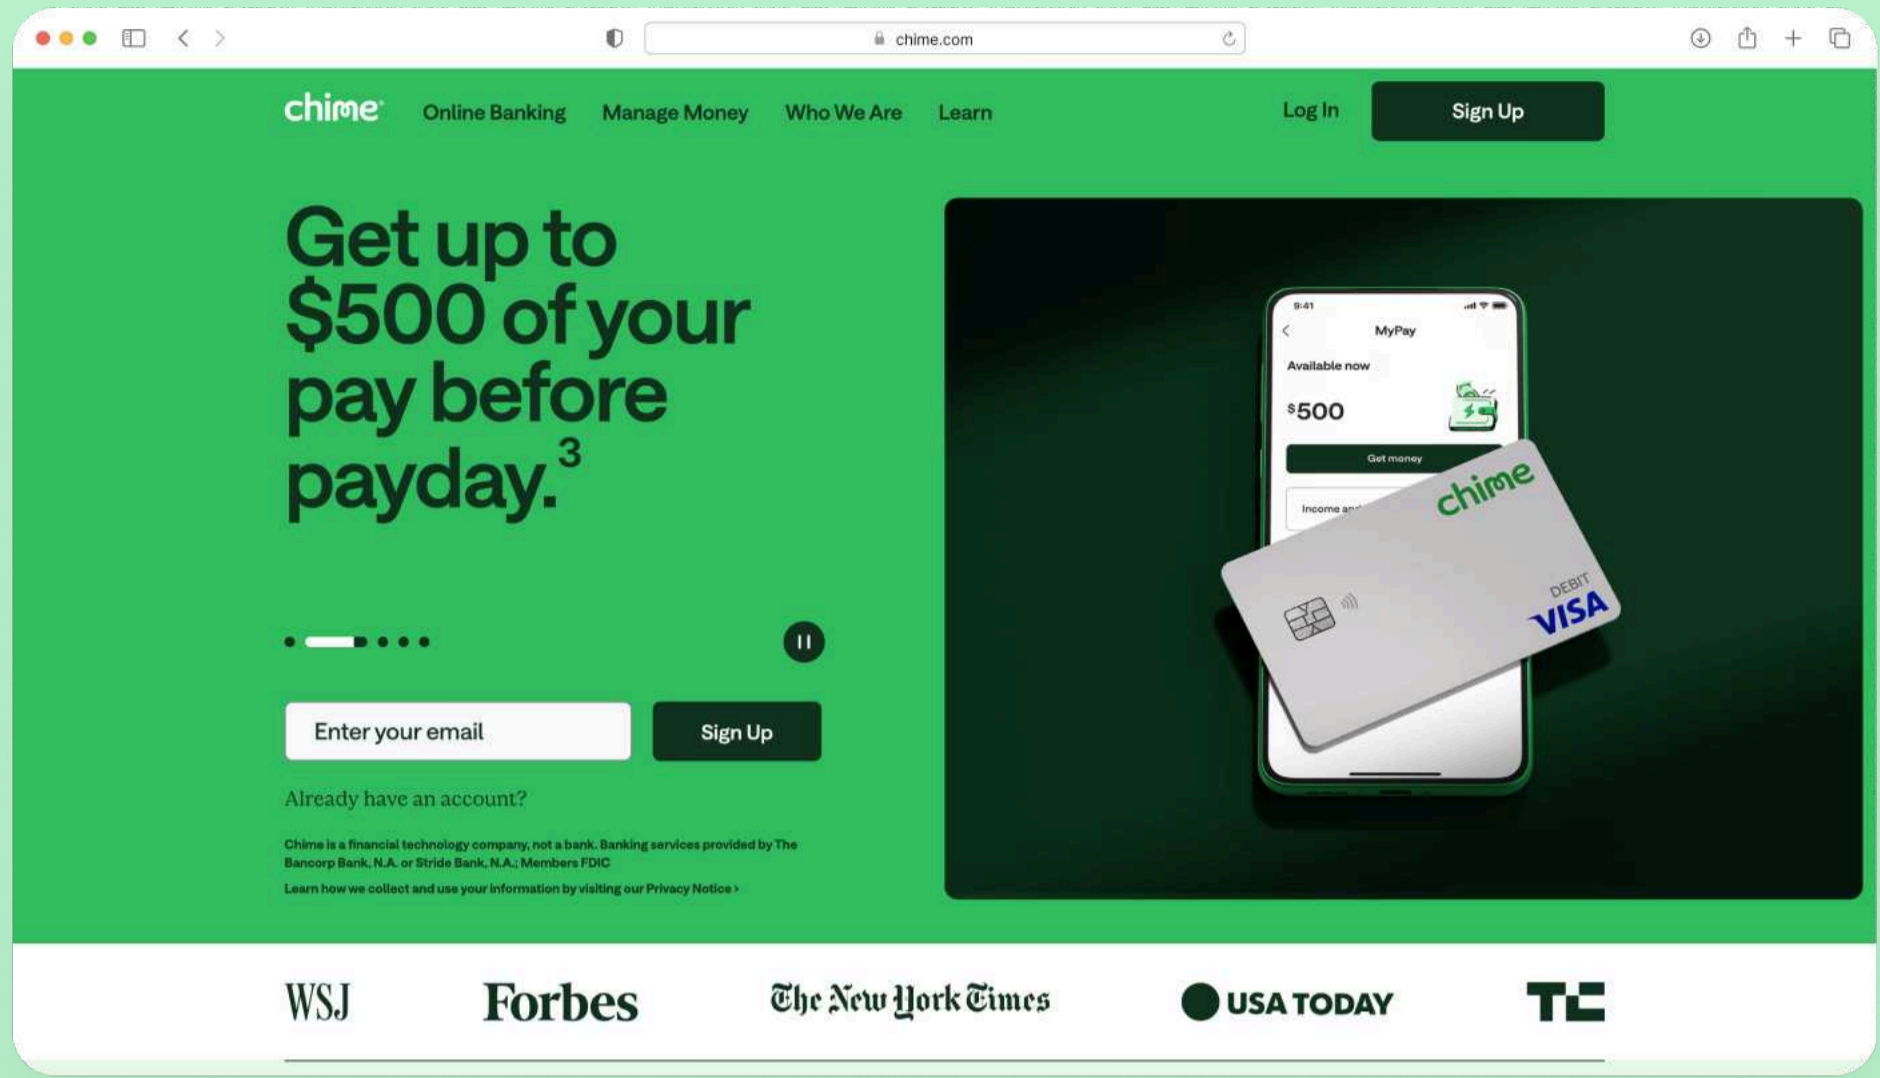 chime.com
chime
Online Banking
Manage Money
Who We Are
Learn
Log In
Sign Up
Get up to
$500 of your
pay before
payday.3
Enter your email
Sign Up
Already have an account?
Chime is a financial technology company, not a bank. Banking services provided by The
Bancorp Bank, N.A. or Stride Bank, N.A.; Members FDIC
Learn how we collect and use your information by visiting our Privacy Notice ›
9:41
MyPay
Available now
$500
Get money
Income
chime
DEBIT
VISA
WSJ
Forbes
The New York Times
USA TODAY
TC